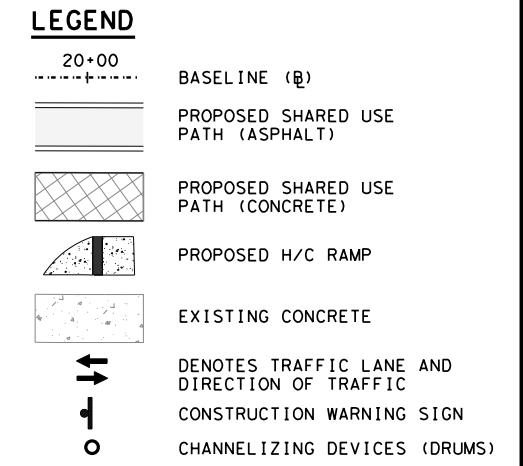 LEGEND
20+00
BASELINE (℄)
PROPOSED SHARED USE
PATH (ASPHALT)
PROPOSED SHARED USE
PATH (CONCRETE)
PROPOSED H/C RAMP
EXISTING CONCRETE
DENOTES TRAFFIC LANE AND
DIRECTION OF TRAFFIC
CONSTRUCTION WARNING SIGN
CHANNELIZING DEVICES (DRUMS)